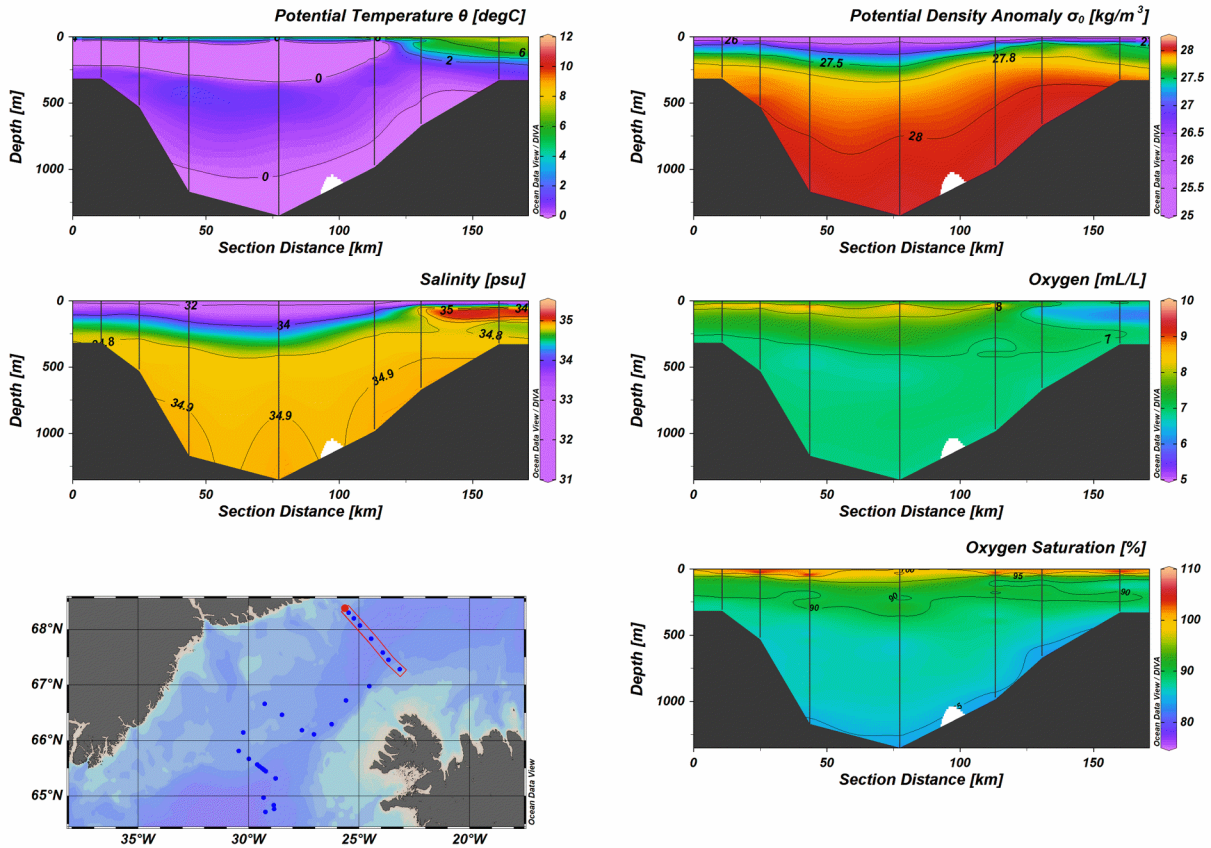 Potential Temperature θ [degC]
0
500
1000
Depth [m]
0
0
0
6
2
0
0
0 50 100 150
Section Distance [km]
12
10
8
6
4
2
0
Ocean Data View / DIVA
Potential Density Anomaly σ0 [kg/m3]
0
500
1000
Depth [m]
26
27.5
27.8
2
28
0 50 100 150
Section Distance [km]
28
27.5
27
26.5
26
25.5
25
Ocean Data View / DIVA
Salinity [psu]
0
500
1000
Depth [m]
32
34
35
34
34.8
34.8
34.9
34.9
34.9
0 50 100 150
Section Distance [km]
35
34
33
32
31
Ocean Data View / DIVA
Oxygen [mL/L]
0
500
1000
Depth [m]
8
7
0 50 100 150
Section Distance [km]
10
9
8
7
6
5
Ocean Data View / DIVA
68°N
67°N
66°N
65°N
35°W 30°W 25°W 20°W
Ocean Data View
Oxygen Saturation [%]
0
500
1000
Depth [m]
100
95
90
90
90
0 50 100 150
Section Distance [km]
110
100
90
80
Ocean Data View / DIVA